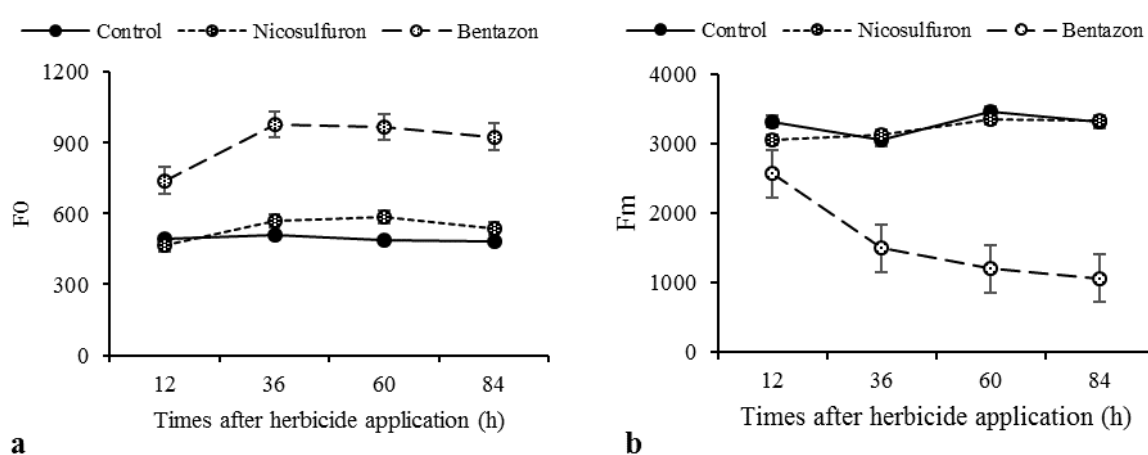 Control Nicosulfuron Bentazon
1200
900
600
300
0
F0
12 36 60 84
Times after herbicide application (h)
a
Control Nicosulfuron Bentazon
4000
3000
2000
1000
0
Fm
12 36 60 84
Times after herbicide application (h)
b